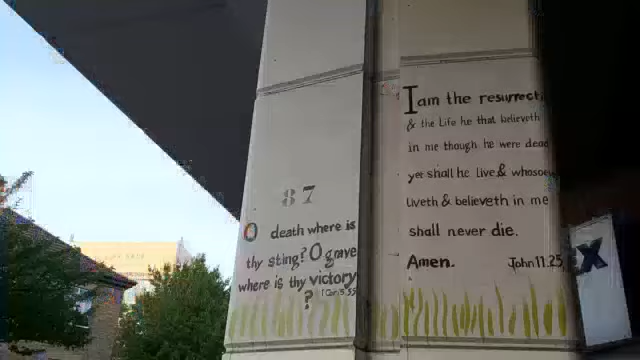 87
O death where is
thy sting? O grave
where is thy victory
?
I am the resurrecti
& the Life he that believeth
in me though he were dead
yet shall he live & whosoev
liveth & believeth in me
shall never die.
Amen. John 11.25
X